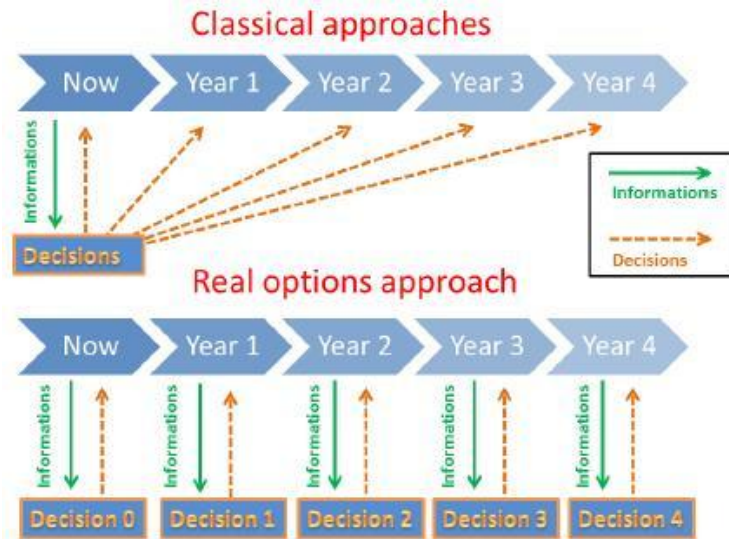 Classical approaches
Now Year 1 Year 2 Year 3 Year 4
Informations
Decisions
Informations
Decisions
Real options approach
Now Year 1 Year 2 Year 3 Year 4
Informations Informations Informations Informations Informations
Decision 0 Decision 1 Decision 2 Decision 3 Decision 4